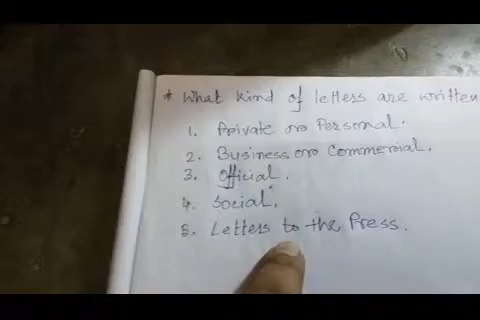 * What kind of letters are written
1. Private or Personal.
2. Business or Commercial.
3. Official.
4. Social.
5. Letters to the Press.